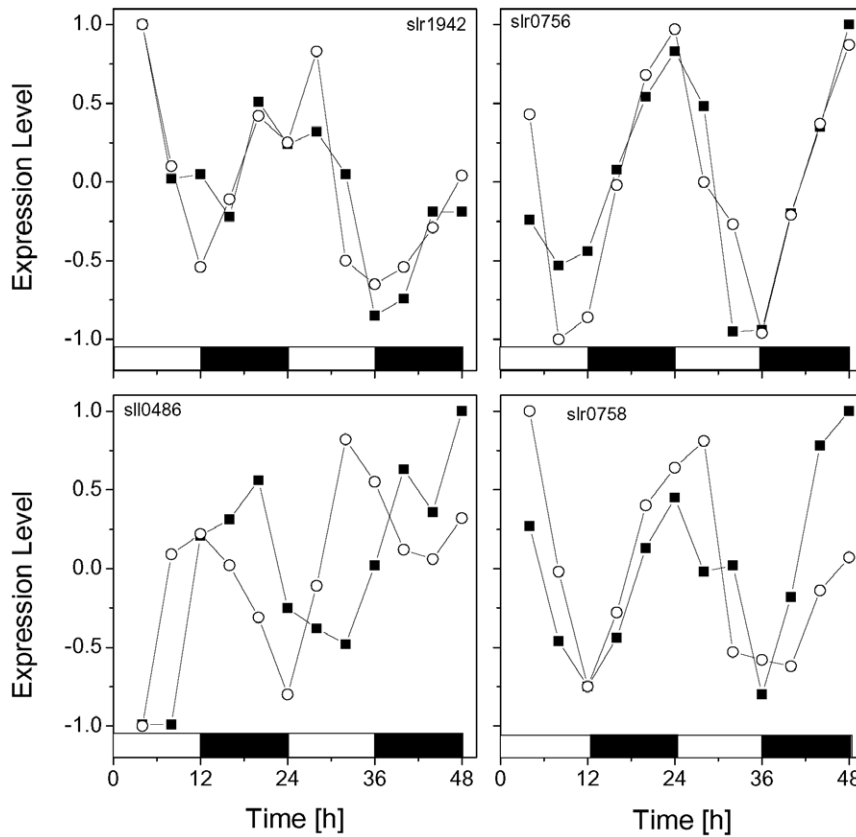 slr1942
slr0756
Expression Level
1.0
0.5
0.0
-0.5
-1.0
sll0486
slr0758
Expression Level
1.0
0.5
0.0
-0.5
-1.0
0 12 24 36 48 0 12 24 36 48
Time [h] Time [h]